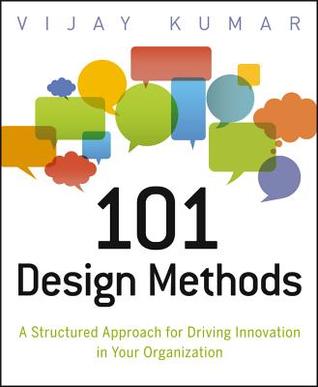 VIJAY KUMAR
101
Design Methods
A Structured Approach for Driving Innovation
in Your Organization